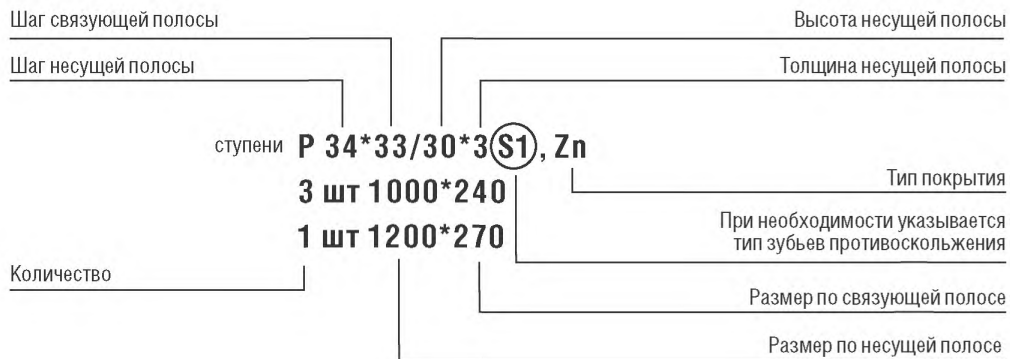 Шаг связующей полосы
Высота несущей полосы
Шаг несущей полосы
Толщина несущей полосы
ступени Р 34*33/30*3 S1, Zn
3 шт 1000*240
Тип покрытия
При необходимости указывается
тип зубьев противоскольжения
1 шт 1200*270
Количество
Размер по связующей полосе
Размер по несущей полосе